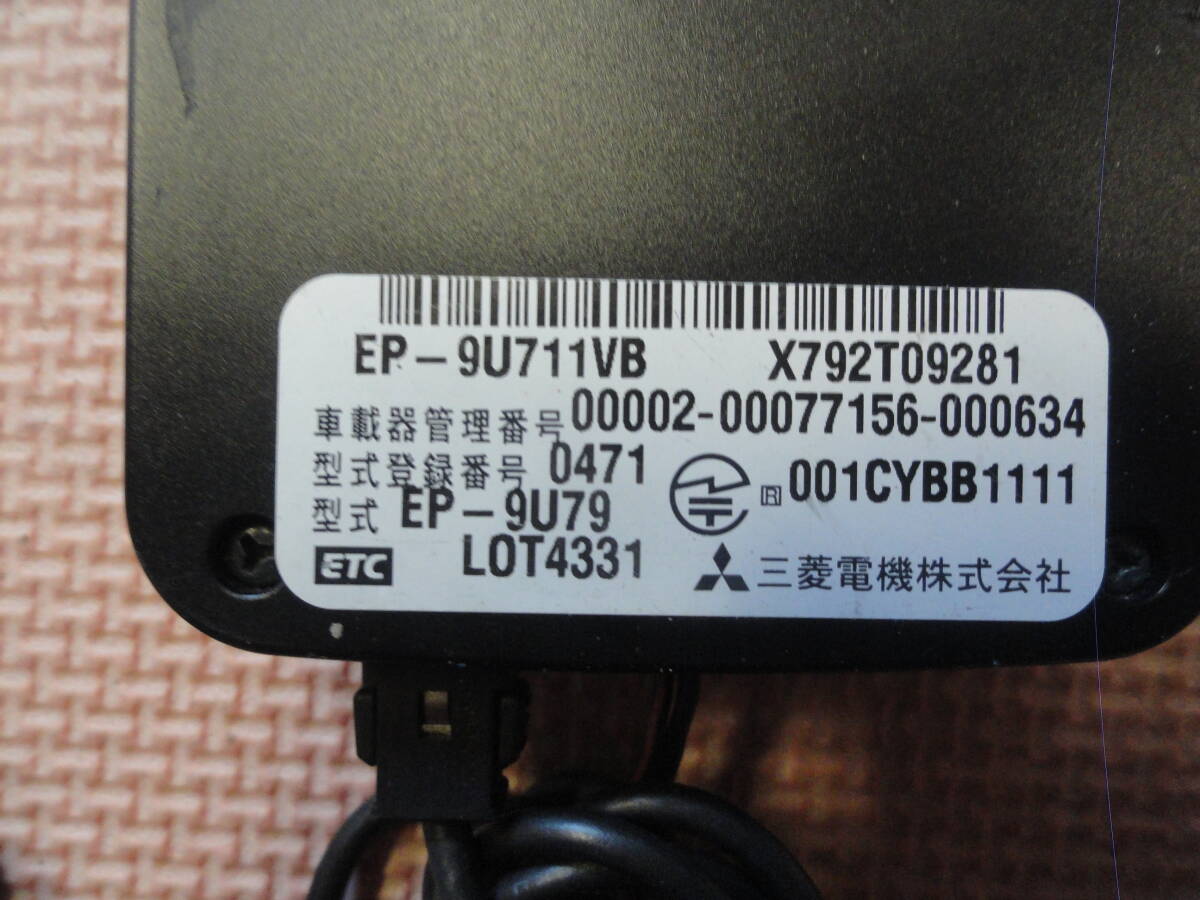 EP-9U711VB X792T09281
車載器管理番号 00002-00077156-000634
型式登録番号 0471
R 001CYBB1111
型式 EP-9U79
ETC LOT4331
三菱電機株式会社